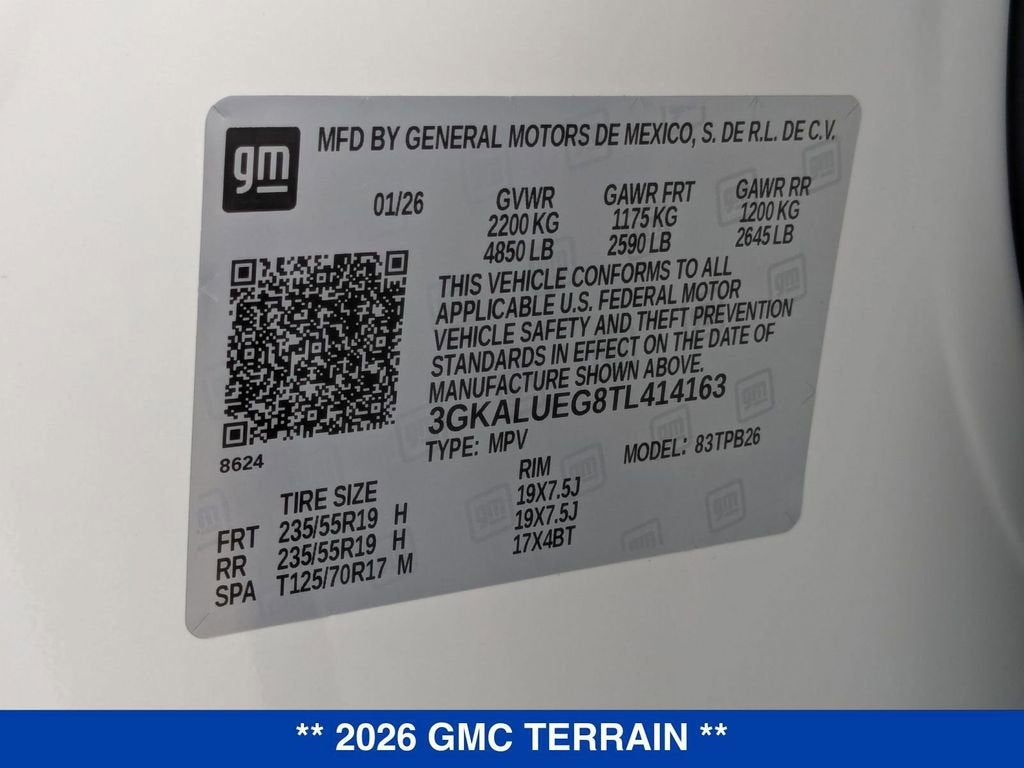 gm
MFD BY GENERAL MOTORS DE MEXICO, S. DE R.L. DE C.V.
01/26 GVWR GAWR FRT GAWR RR
2200 KG 1175 KG 1200 KG
4850 LB 2590 LB 2645 LB
THIS VEHICLE CONFORMS TO ALL
APPLICABLE U.S. FEDERAL MOTOR
VEHICLE SAFETY AND THEFT PREVENTION
STANDARDS IN EFFECT ON THE DATE OF
MANUFACTURE SHOWN ABOVE.
3GKALUEG8TL414163
8624
TYPE: MPV MODEL: 83TPB26
TIRE SIZE RIM
FRT 235/55R19 H 19X7.5J
RR 235/55R19 H 19X7.5J
SPA T125/70R17 M 17X4BT
** 2026 GMC TERRAIN **